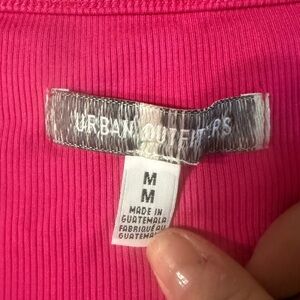 URBAN OUTFITTERS
M
M
MADE IN
GUATEMALA
FABRIQUÉ AU
GUATEMALA